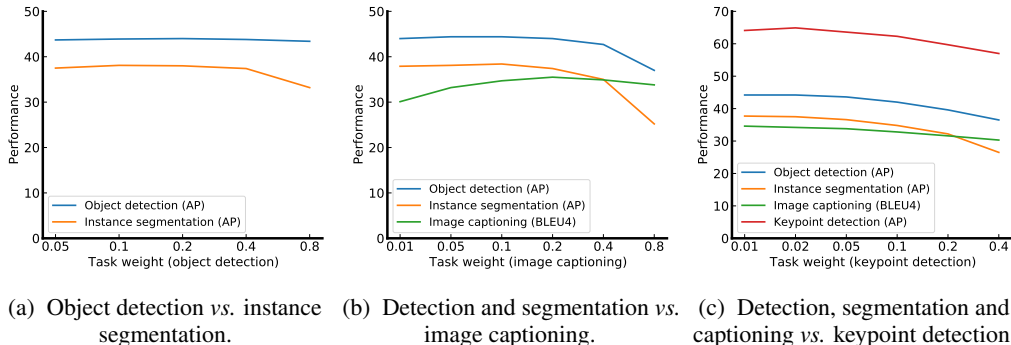 50
40
30
20
10
0
Performance
Object detection (AP)
Instance segmentation (AP)
0.05 0.1 0.2 0.4 0.8
Task weight (object detection)
(a) Object detection vs. instance
segmentation.
50
40
30
20
10
0
Performance
Object detection (AP)
Instance segmentation (AP)
Image captioning (BLEU4)
0.01 0.05 0.1 0.2 0.4 0.8
Task weight (image captioning)
(b) Detection and segmentation vs.
image captioning.
70
60
50
40
30
20
10
0
Performance
Object detection (AP)
Instance segmentation (AP)
Image captioning (BLEU4)
Keypoint detection (AP)
0.01 0.02 0.05 0.1 0.2 0.4
Task weight (keypoint detection)
(c) Detection, segmentation and
captioning vs. keypoint detection